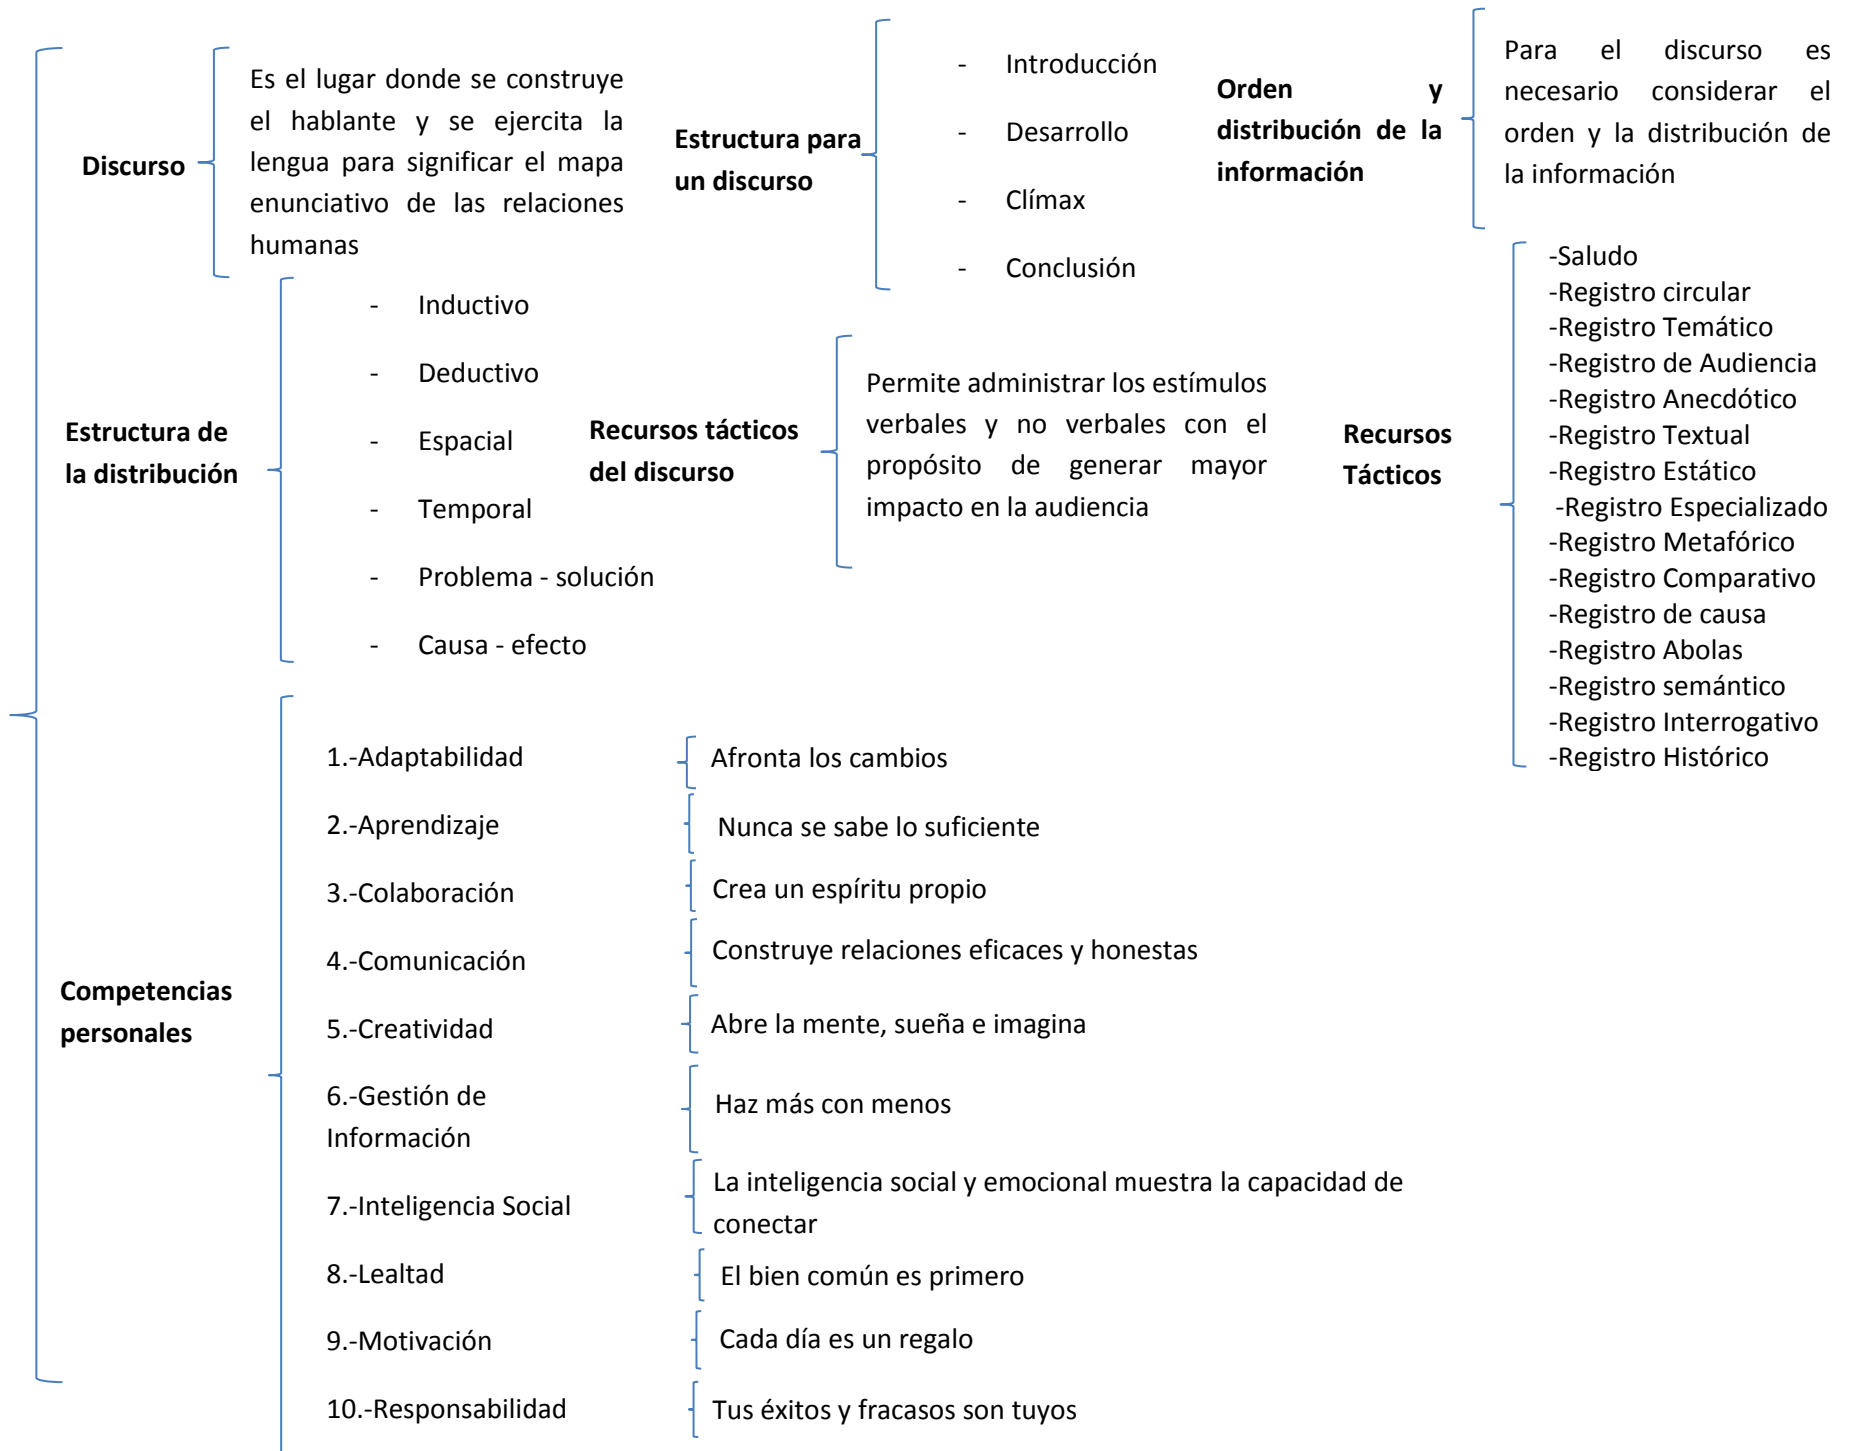 Discurso
Es el lugar donde se construye
el hablante y se ejercita la
lengua para significar el mapa
enunciativo de las relaciones
humanas
Estructura para
un discurso
- Introducción
- Desarrollo
- Clímax
- Conclusión
Orden y
distribución de la
información
Para el discurso es
necesario considerar el
orden y la distribución de
la información
Estructura de
la distribución
- Inductivo
- Deductivo
- Espacial
- Temporal
- Problema - solución
- Causa - efecto
Recursos tácticos
del discurso
Permite administrar los estímulos
verbales y no verbales con el
propósito de generar mayor
impacto en la audiencia
Recursos
Tácticos
-Saludo
-Registro circular
-Registro Temático
-Registro de Audiencia
-Registro Anecdótico
-Registro Textual
-Registro Estático
-Registro Especializado
-Registro Metafórico
-Registro Comparativo
-Registro de causa
-Registro Abolas
-Registro semántico
-Registro Interrogativo
-Registro Histórico
Competencias
personales
1.-Adaptabilidad
Afronta los cambios
2.-Aprendizaje
Nunca se sabe lo suficiente
3.-Colaboración
Crea un espíritu propio
4.-Comunicación
Construye relaciones eficaces y honestas
5.-Creatividad
Abre la mente, sueña e imagina
6.-Gestión de
Información
Haz más con menos
7.-Inteligencia Social
La inteligencia social y emocional muestra la capacidad de
conectar
8.-Lealtad
El bien común es primero
9.-Motivación
Cada día es un regalo
10.-Responsabilidad
Tus éxitos y fracasos son tuyos